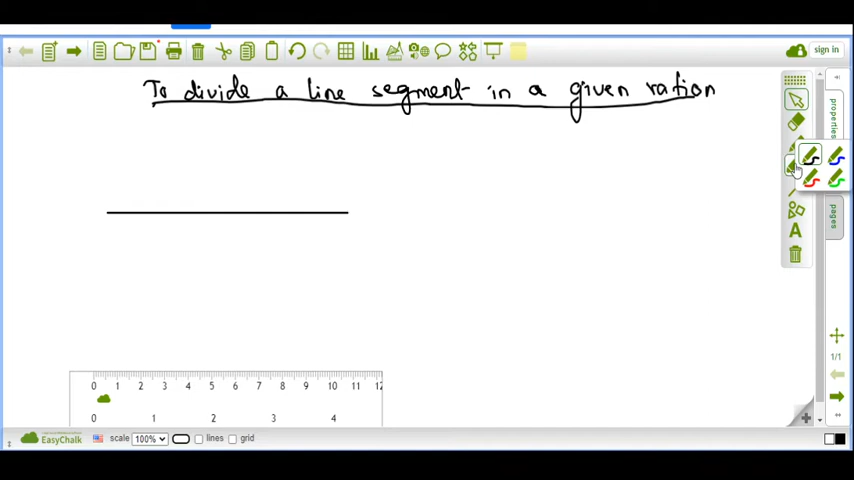 sign in
To divide a line segment in a given ration
properties
pages
0 1 2 3 4 5 6 7 8 9 10 11 12
0 1 2 3 4
1/1
EasyChalk scale 100% lines grid